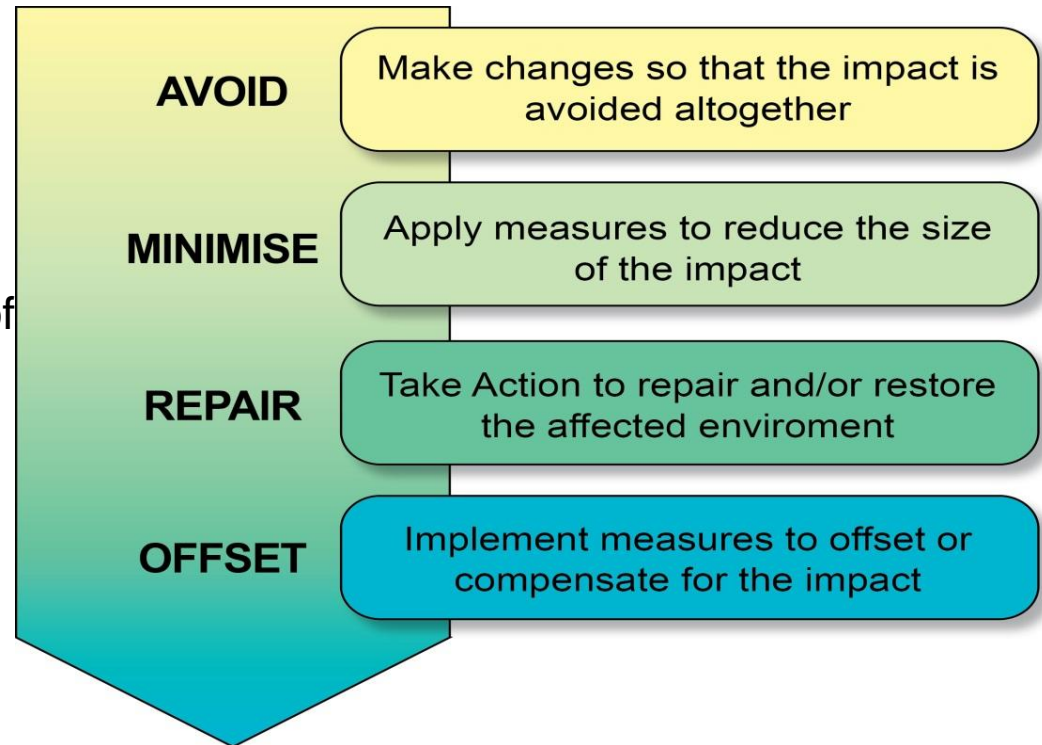 AVOID
Make changes so that the impact is
avoided altogether
MINIMISE
Apply measures to reduce the size
of the impact
of
REPAIR
Take Action to repair and/or restore
the affected enviroment
OFFSET
Implement measures to offset or
compensate for the impact